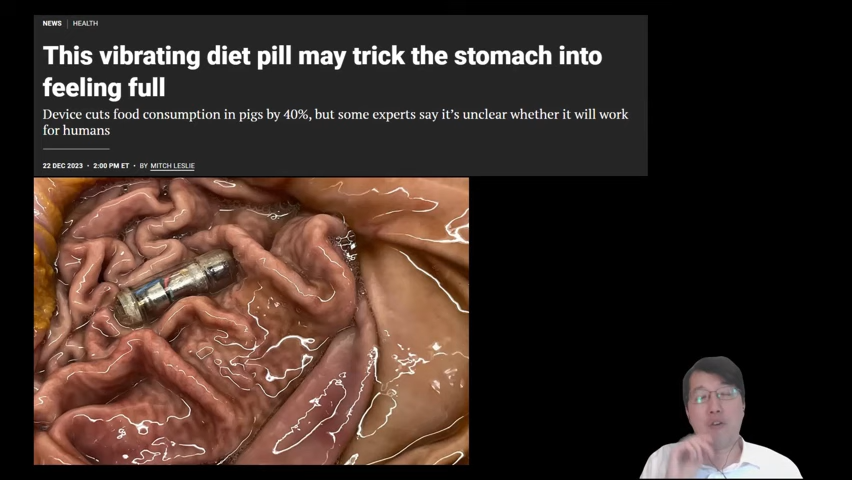 NEWS | HEALTH
This vibrating diet pill may trick the stomach into
feeling full
Device cuts food consumption in pigs by 40%, but some experts say it's unclear whether it will work
for humans
22 DEC 2023 • 2:00 PM ET • BY MITCH LESLIE